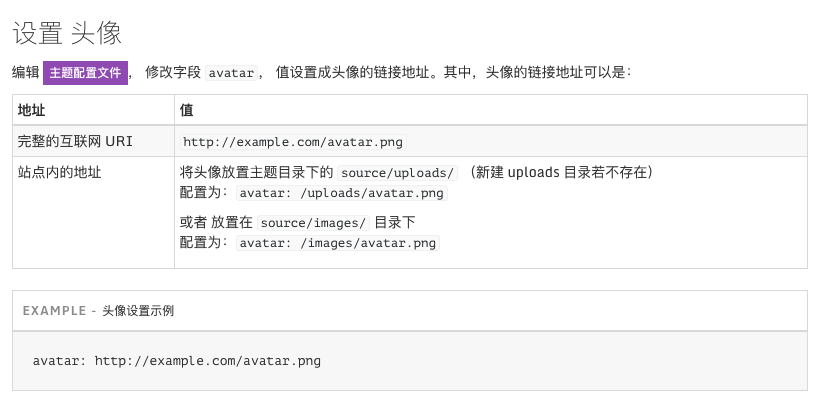 设置 头像
编辑 主题配置文件， 修改字段 avatar， 值设置成头像的链接地址。其中，头像的链接地址可以是：
地址 值
完整的互联网 URI http://example.com/avatar.png
站点内的地址 将头像放置主题目录下的 source/uploads/ （新建 uploads 目录若不存在）
配置为： avatar: /uploads/avatar.png
或者 放置在 source/images/ 目录下
配置为： avatar: /images/avatar.png
EXAMPLE - 头像设置示例
avatar: http://example.com/avatar.png